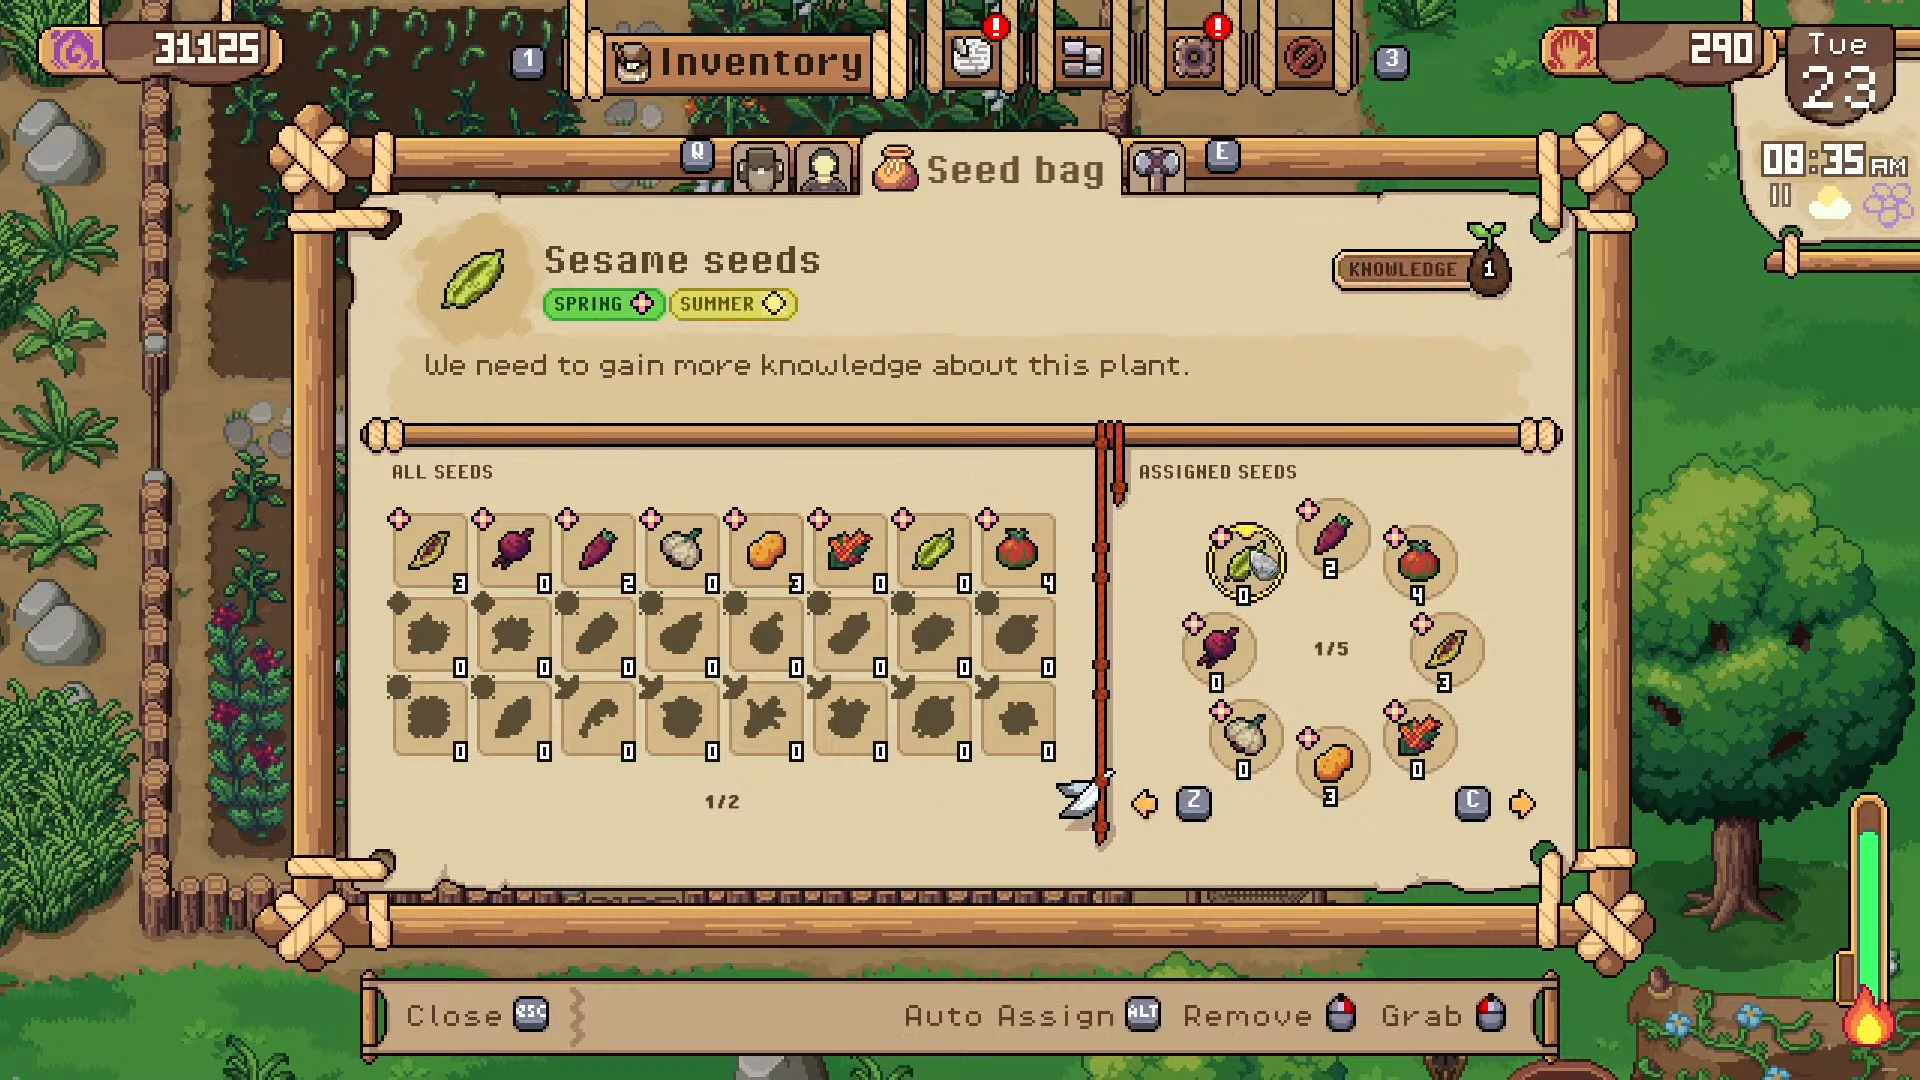 31125
1
Inventory
3
290
Tue
23
08:35 AM
Q
Seed bag
E
Sesame seeds
KNOWLEDGE 1
SPRING SUMMER
We need to gain more knowledge about this plant.
ALL SEEDS
ASSIGNED SEEDS
3 0 2 0 3 0 0 4
0 0 0 0 0 0 0 0
0 0 0 0 0 0 0 0
1/2
2
0
4
0
1/5
3
0
3
0
Z
C
Close ESC
Auto Assign ALT
Remove
Grab